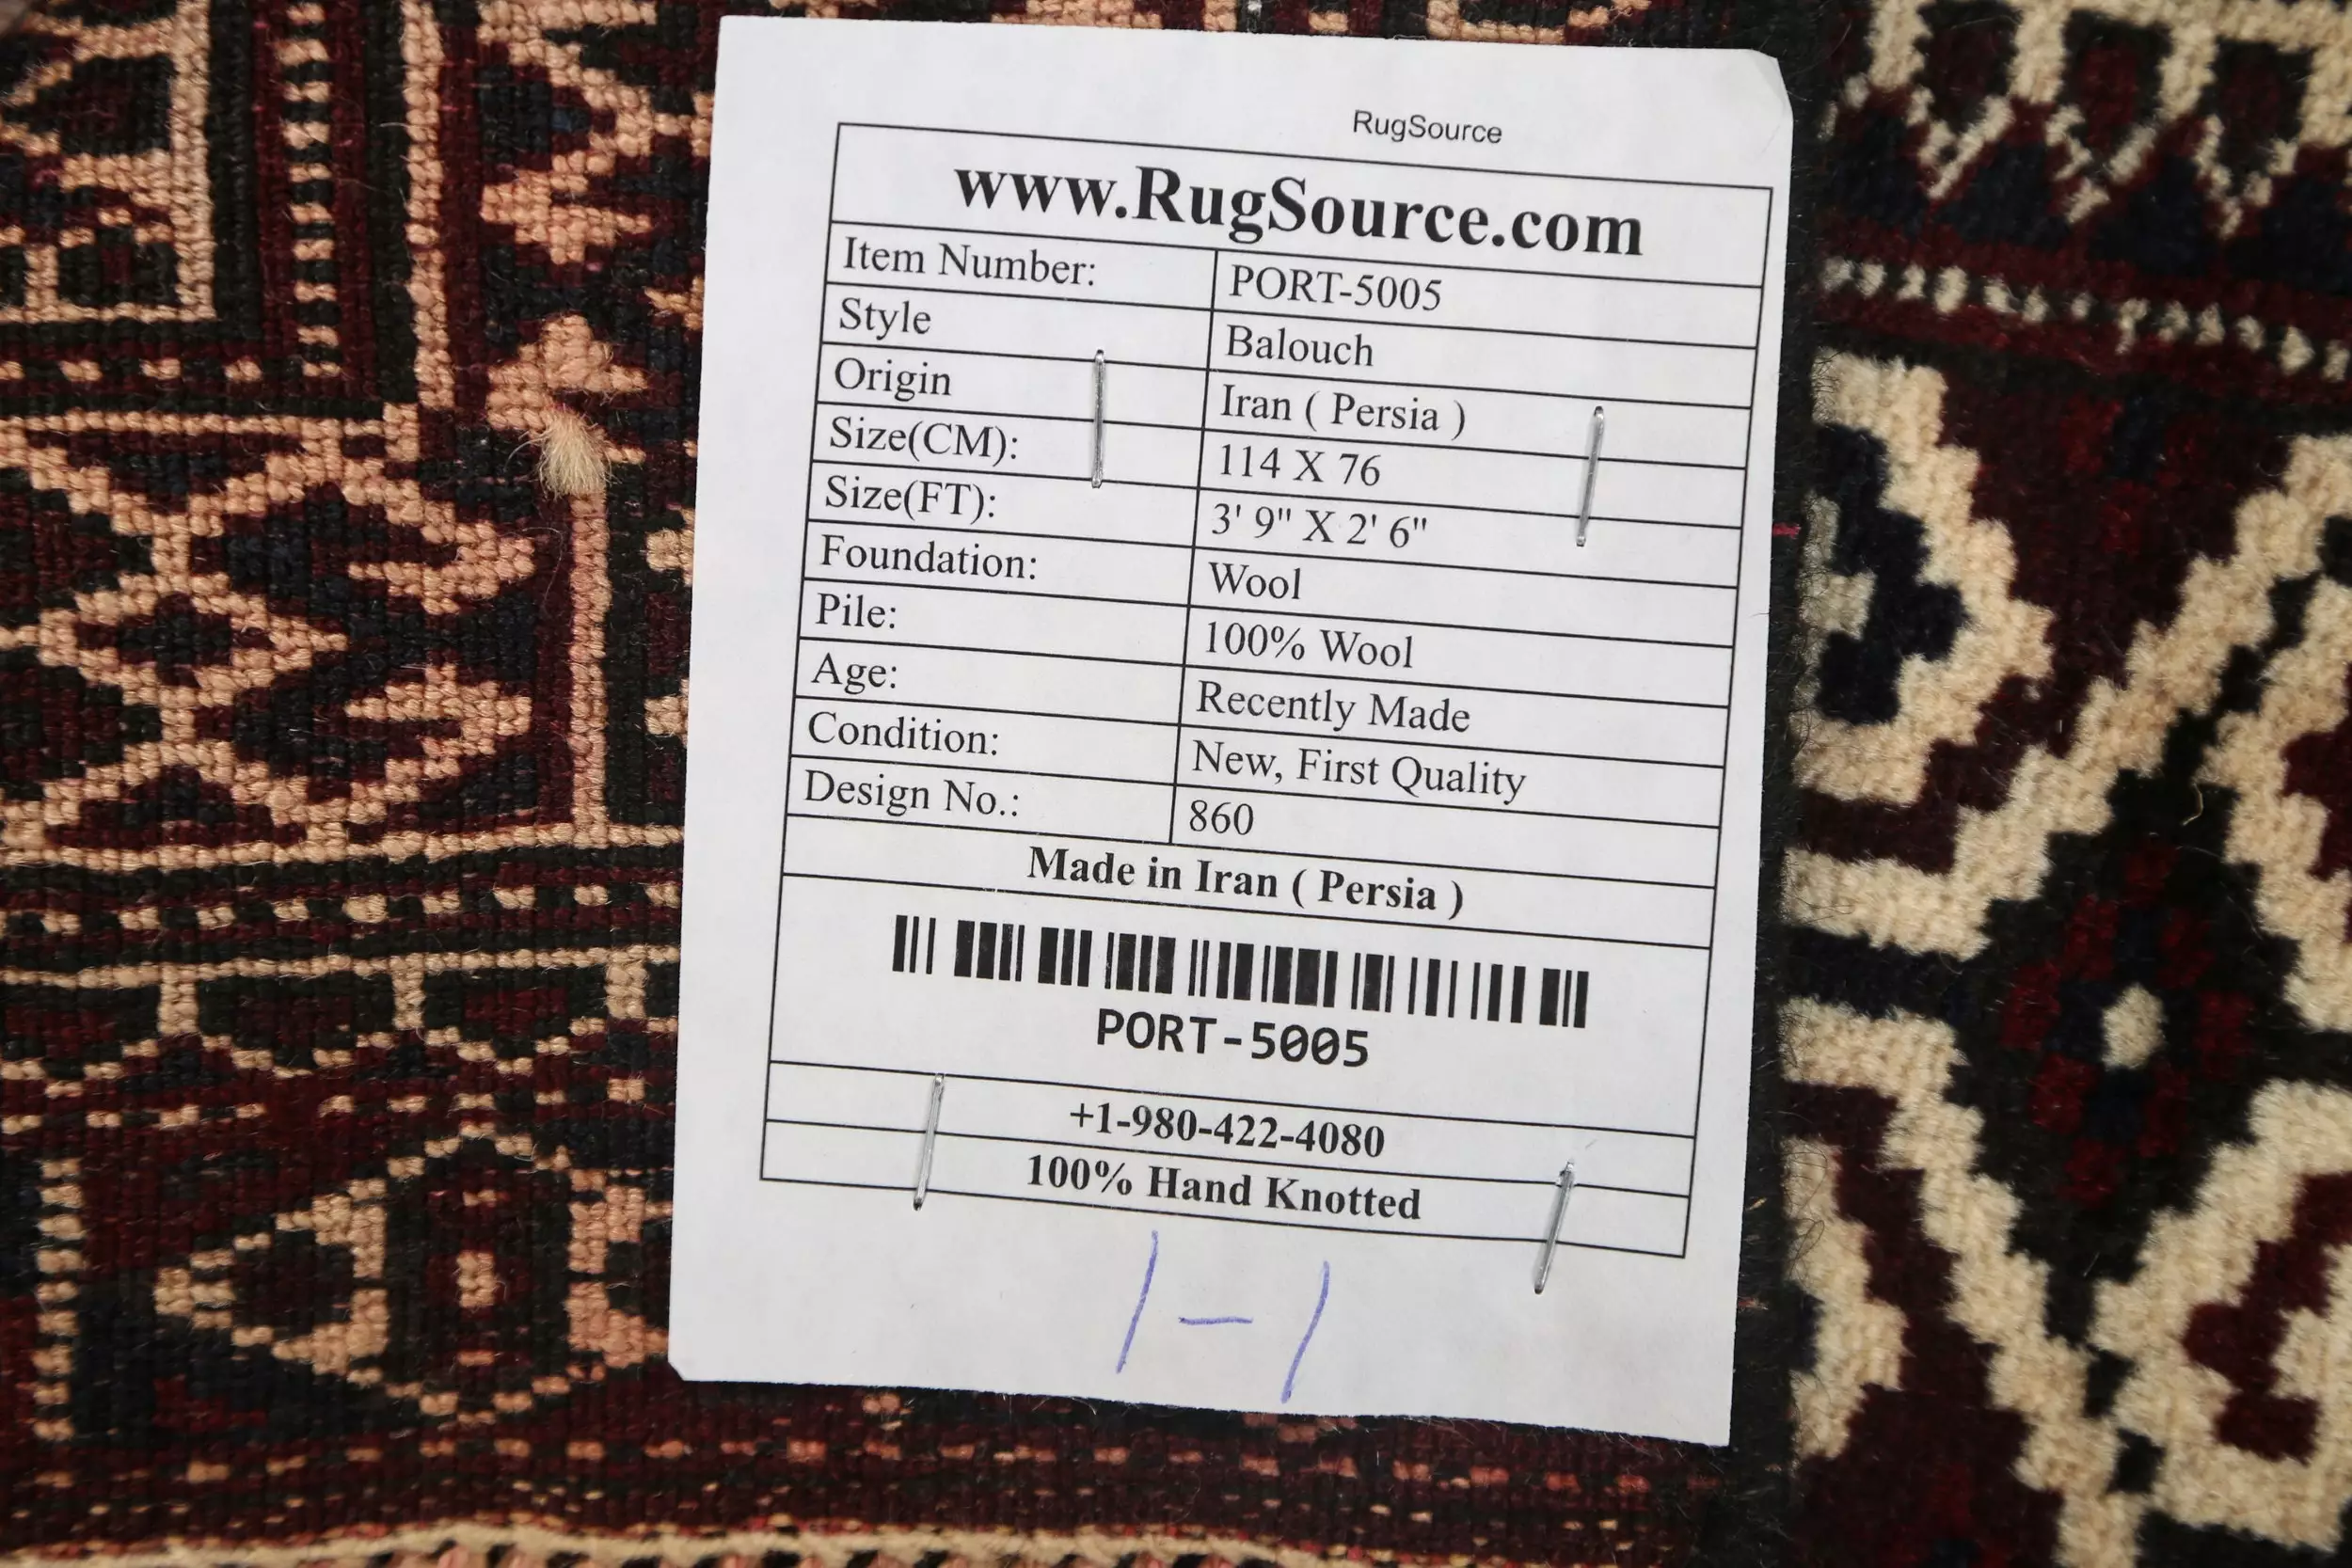 RugSource
www.RugSource.com
Item Number: PORT-5005
Style Balouch
Origin Iran ( Persia )
Size(CM): 114 X 76
Size(FT): 3' 9" X 2' 6"
Foundation: Wool
Pile: 100% Wool
Age: Recently Made
Condition: New, First Quality
Design No.: 860
Made in Iran ( Persia )
PORT-5005
+1-980-422-4080
100% Hand Knotted
1-1